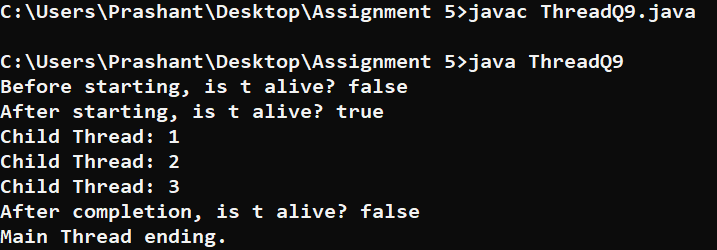 C:\Users\Prashant\Desktop\Assignment 5>javac ThreadQ9.java
C:\Users\Prashant\Desktop\Assignment 5>java ThreadQ9
Before starting, is t alive? false
After starting, is t alive? true
Child Thread: 1
Child Thread: 2
Child Thread: 3
After completion, is t alive? false
Main Thread ending.